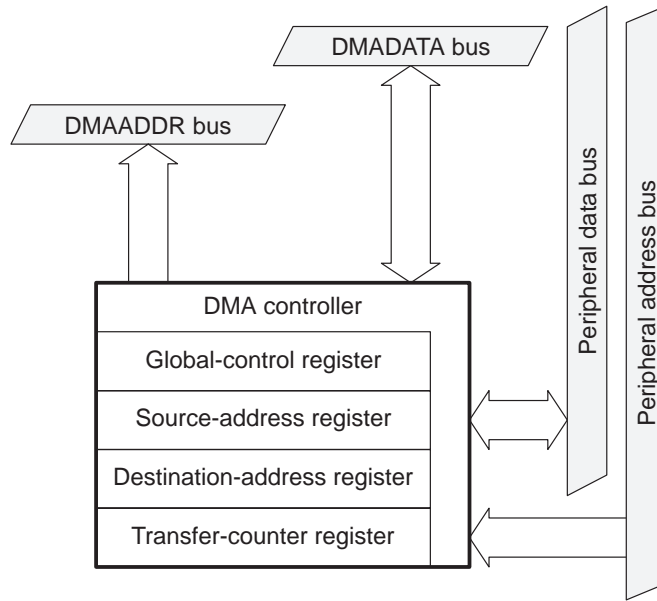 DMADATA bus
DMAADDR bus
Peripheral data bus
Peripheral address bus
DMA controller
Global-control register
Source-address register
Destination-address register
Transfer-counter register